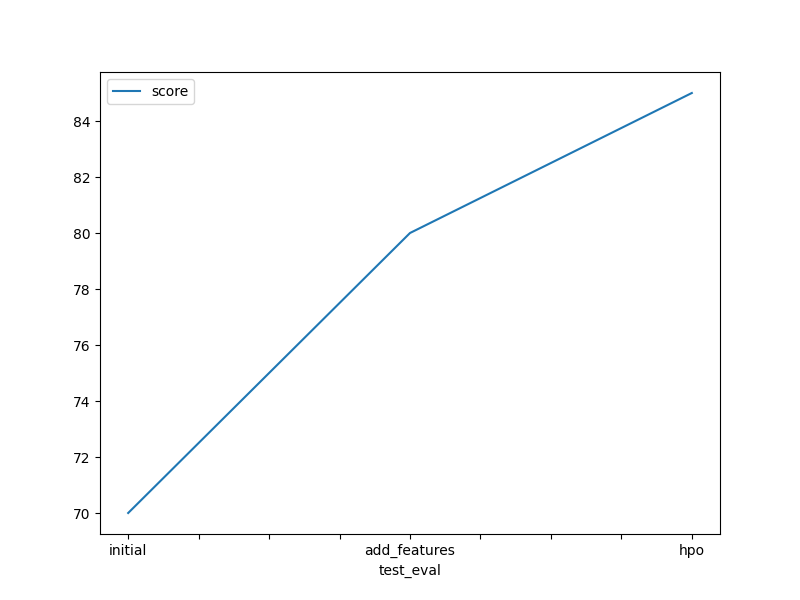 score
84
82
80
78
76
74
72
70
initial add_features hpo
test_eval